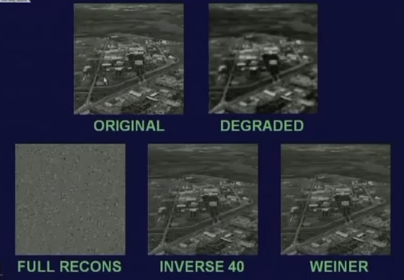 ORIGINAL
DEGRADED
FULL RECONS
INVERSE 40
WEINER